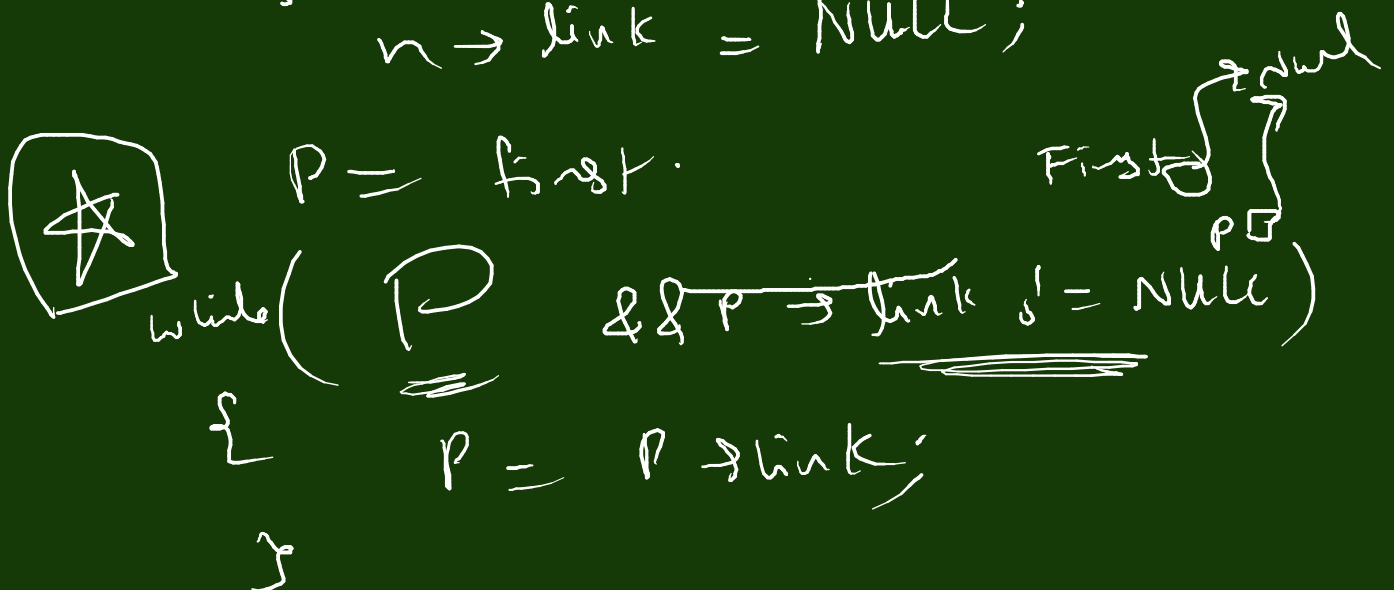 n → link = NULL;
Null
P = first.
First
P
while ( P && P → link != NULL )
{
P = P → link;
}